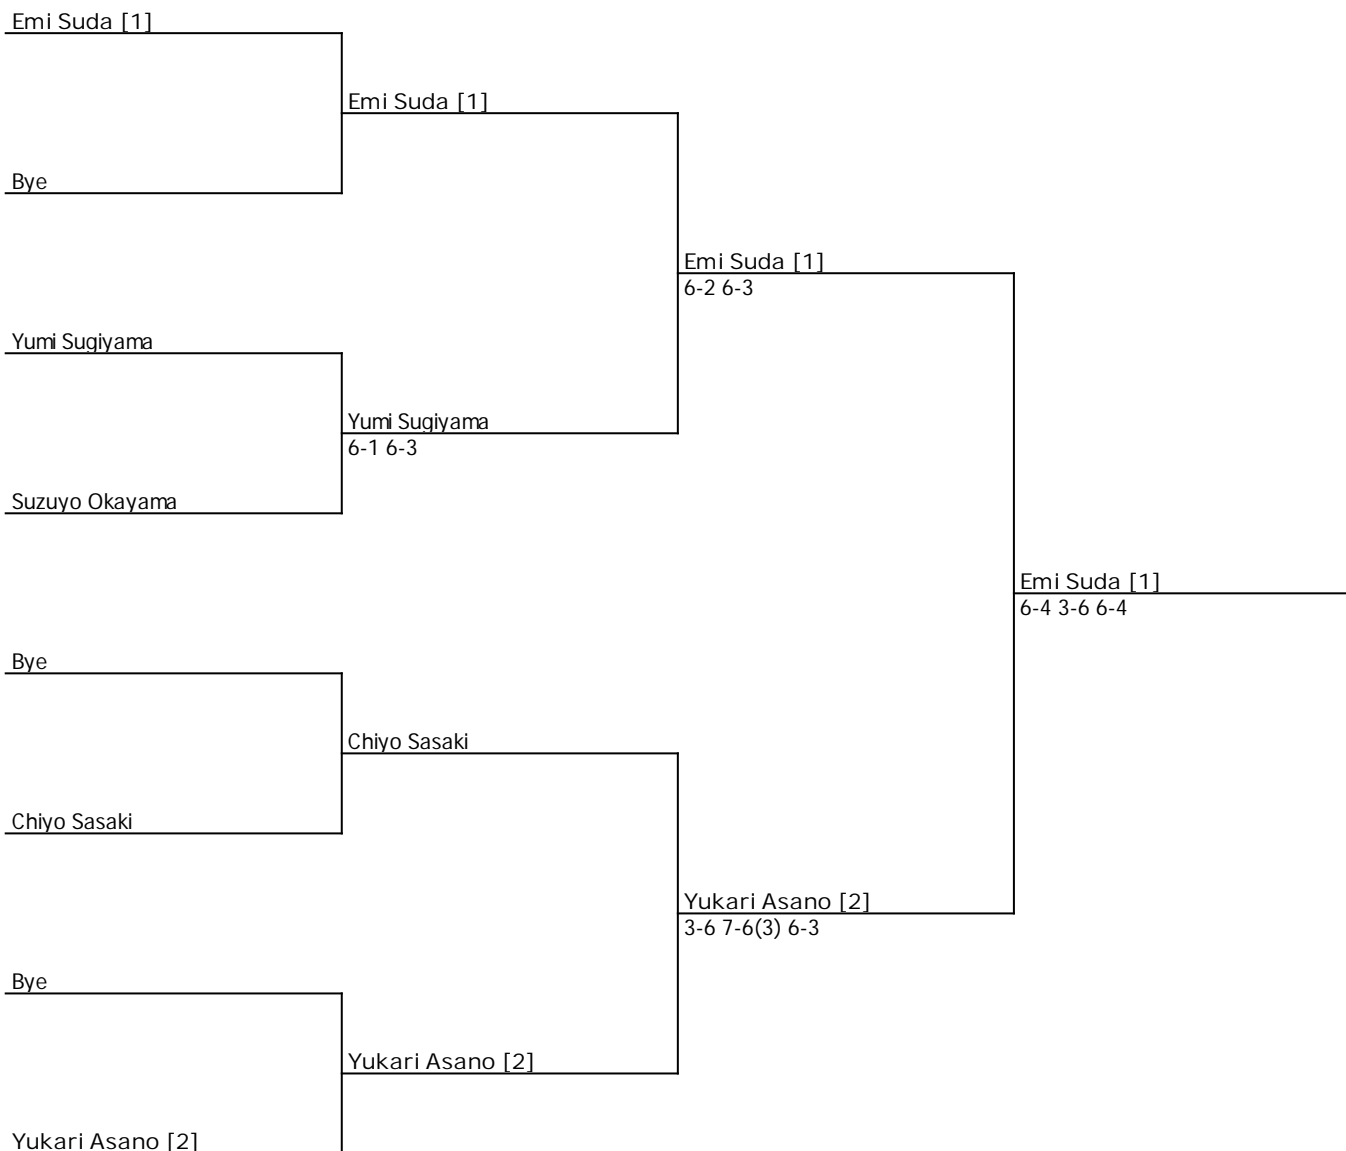 Emi Suda [1]
Emi Suda [1]
Bye
Emi Suda [1]
6-2 6-3
Yumi Sugiyama
Yumi Sugiyama
6-1 6-3
Suzuyo Okayama
Emi Suda [1]
6-4 3-6 6-4
Bye
Chiyo Sasaki
Chiyo Sasaki
Yukari Asano [2]
3-6 7-6(3) 6-3
Bye
Yukari Asano [2]
Yukari Asano [2]